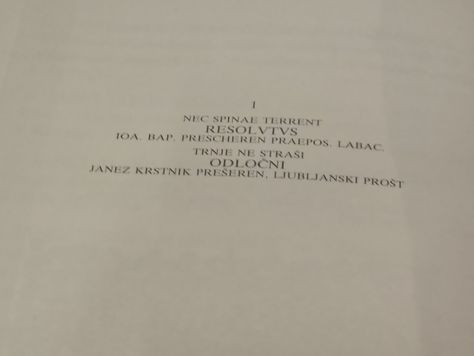 I
NEC SPINAE TERRENT
RESOLVTVS
IOA. BAP. PRESCHEREN PRAEPOS. LABAC.
TRNJE NE STRAŠI
ODLOČNI
JANEZ KRSTNIK PREŠEREN, LJUBLJANSKI PROŠT